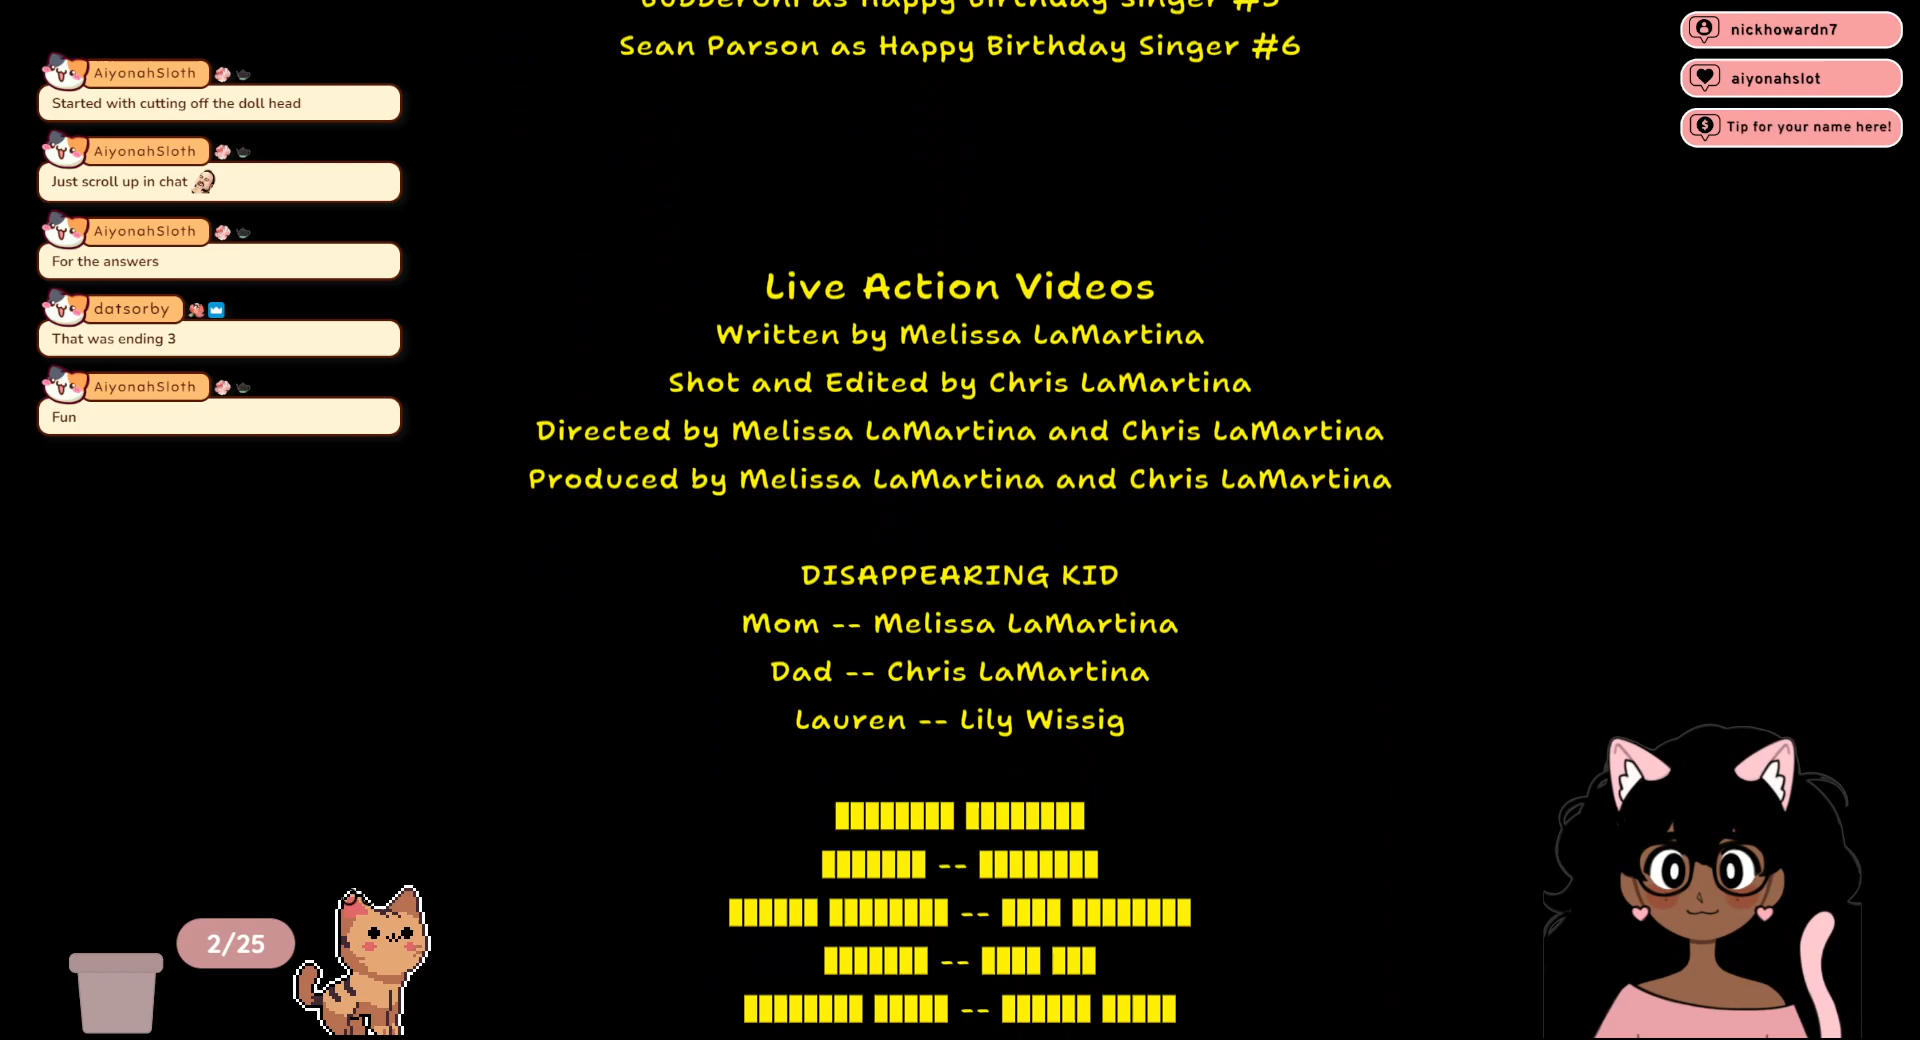 Sean Parson as Happy Birthday Singer #6
AiyonahSloth
Started with cutting off the doll head
AiyonahSloth
Just scroll up in chat
AiyonahSloth
For the answers
datsorby
That was ending 3
AiyonahSloth
Fun
nickhowardn7
aiyonahslot
Tip for your name here!
Live Action Videos
Written by Melissa LaMartina
Shot and Edited by Chris LaMartina
Directed by Melissa LaMartina and Chris LaMartina
Produced by Melissa LaMartina and Chris LaMartina
DISAPPEARING KID
Mom -- Melissa LaMartina
Dad -- Chris LaMartina
Lauren -- Lily Wissig
2/25